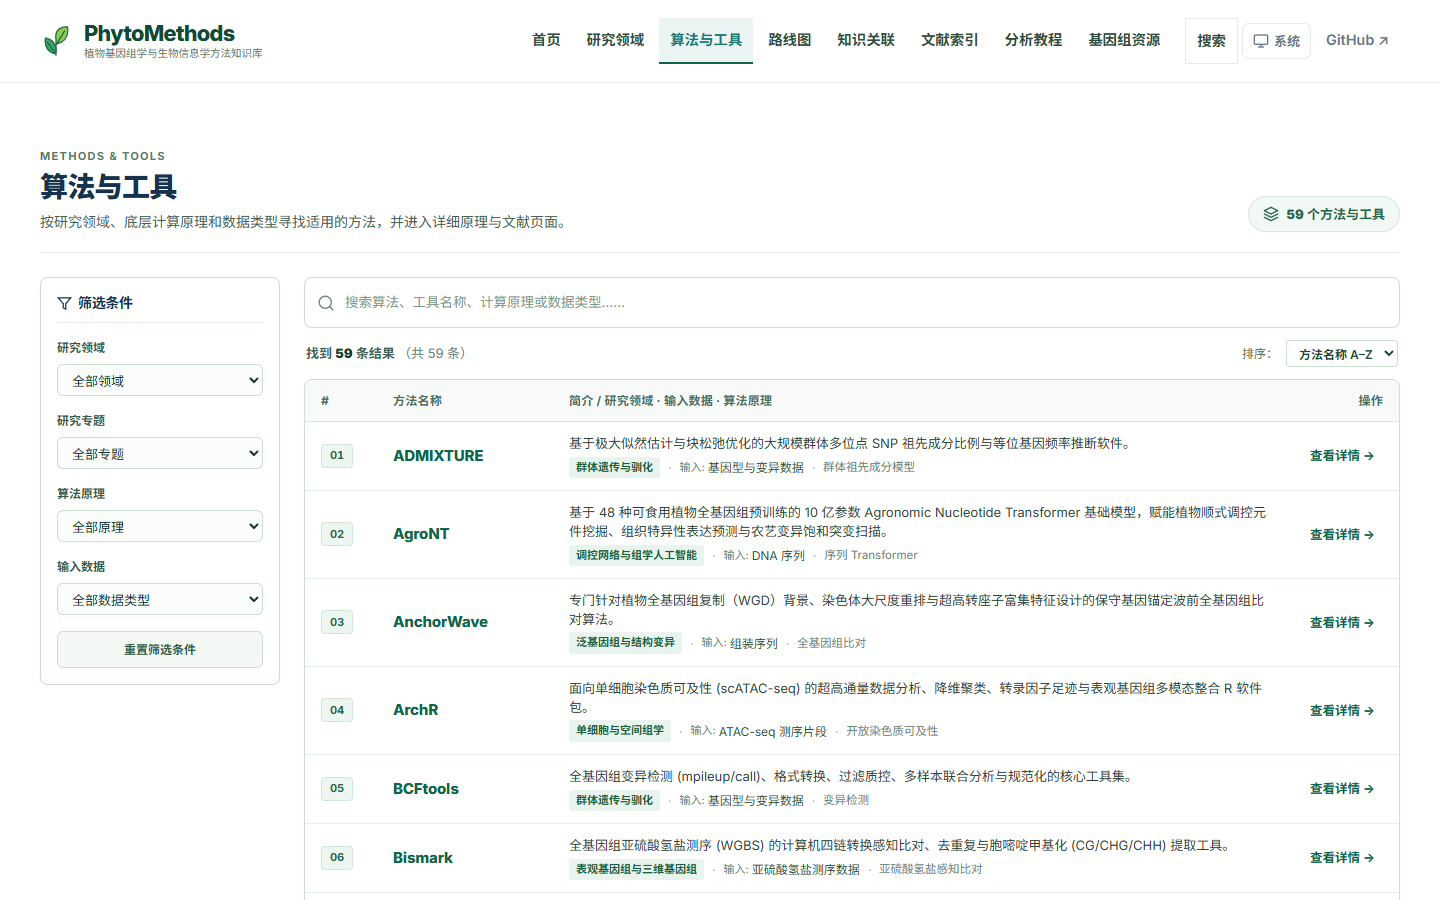 PhytoMethods
植物基因组学与生物信息学方法知识库
首页 研究领域 算法与工具 路线图 知识关联 文献索引 分析教程 基因组资源 搜索 系统 GitHub ↗
METHODS & TOOLS
算法与工具
按研究领域、底层计算原理和数据类型寻找适用的方法，并进入详细原理与文献页面。
59 个方法与工具
筛选条件
研究领域
全部领域
研究专题
全部专题
算法原理
全部原理
输入数据
全部数据类型
重置筛选条件
搜索算法、工具名称、计算原理或数据类型……
找到 59 条结果 （共 59 条） 排序： 方法名称 A–Z
# 方法名称 简介 / 研究领域 · 输入数据 · 算法原理 操作
01 ADMIXTURE 基于极大似然估计与块松弛优化的大规模群体多位点 SNP 祖先成分比例与等位基因频率推断软件。 查看详情 →
群体遗传与驯化 · 输入: 基因型与变异数据 · 群体祖先成分模型
02 AgroNT 基于 48 种可食用植物全基因组预训练的 10 亿参数 Agronomic Nucleotide Transformer 基础模型，赋能植物顺式调控元 查看详情 →
件挖掘、组织特异性表达预测与农艺变异饱和突变扫描。
调控网络与组学人工智能 · 输入: DNA 序列 · 序列 Transformer
03 AnchorWave 专门针对植物全基因组复制（WGD）背景、染色体大尺度重排与超高转座子富集特征设计的保守基因锚定波前全基因组比 查看详情 →
对算法。
泛基因组与结构变异 · 输入: 组装序列 · 全基因组比对
04 ArchR 面向单细胞染色质可及性 (scATAC-seq) 的超高通量数据分析、降维聚类、转录因子足迹与表观基因组多模态整合 R 软件 查看详情 →
包。
单细胞与空间组学 · 输入: ATAC-seq 测序片段 · 开放染色质可及性
05 BCFtools 全基因组变异检测 (mpileup/call)、格式转换、过滤质控、多样本联合分析与规范化的核心工具集。 查看详情 →
群体遗传与驯化 · 输入: 基因型与变异数据 · 变异检测
06 Bismark 全基因组亚硫酸氢盐测序 (WGBS) 的计算机四链转换感知比对、去重复与胞嘧啶甲基化 (CG/CHG/CHH) 提取工具。 查看详情 →
表观基因组与三维基因组 · 输入: 亚硫酸氢盐测序数据 · 亚硫酸氢盐感知比对